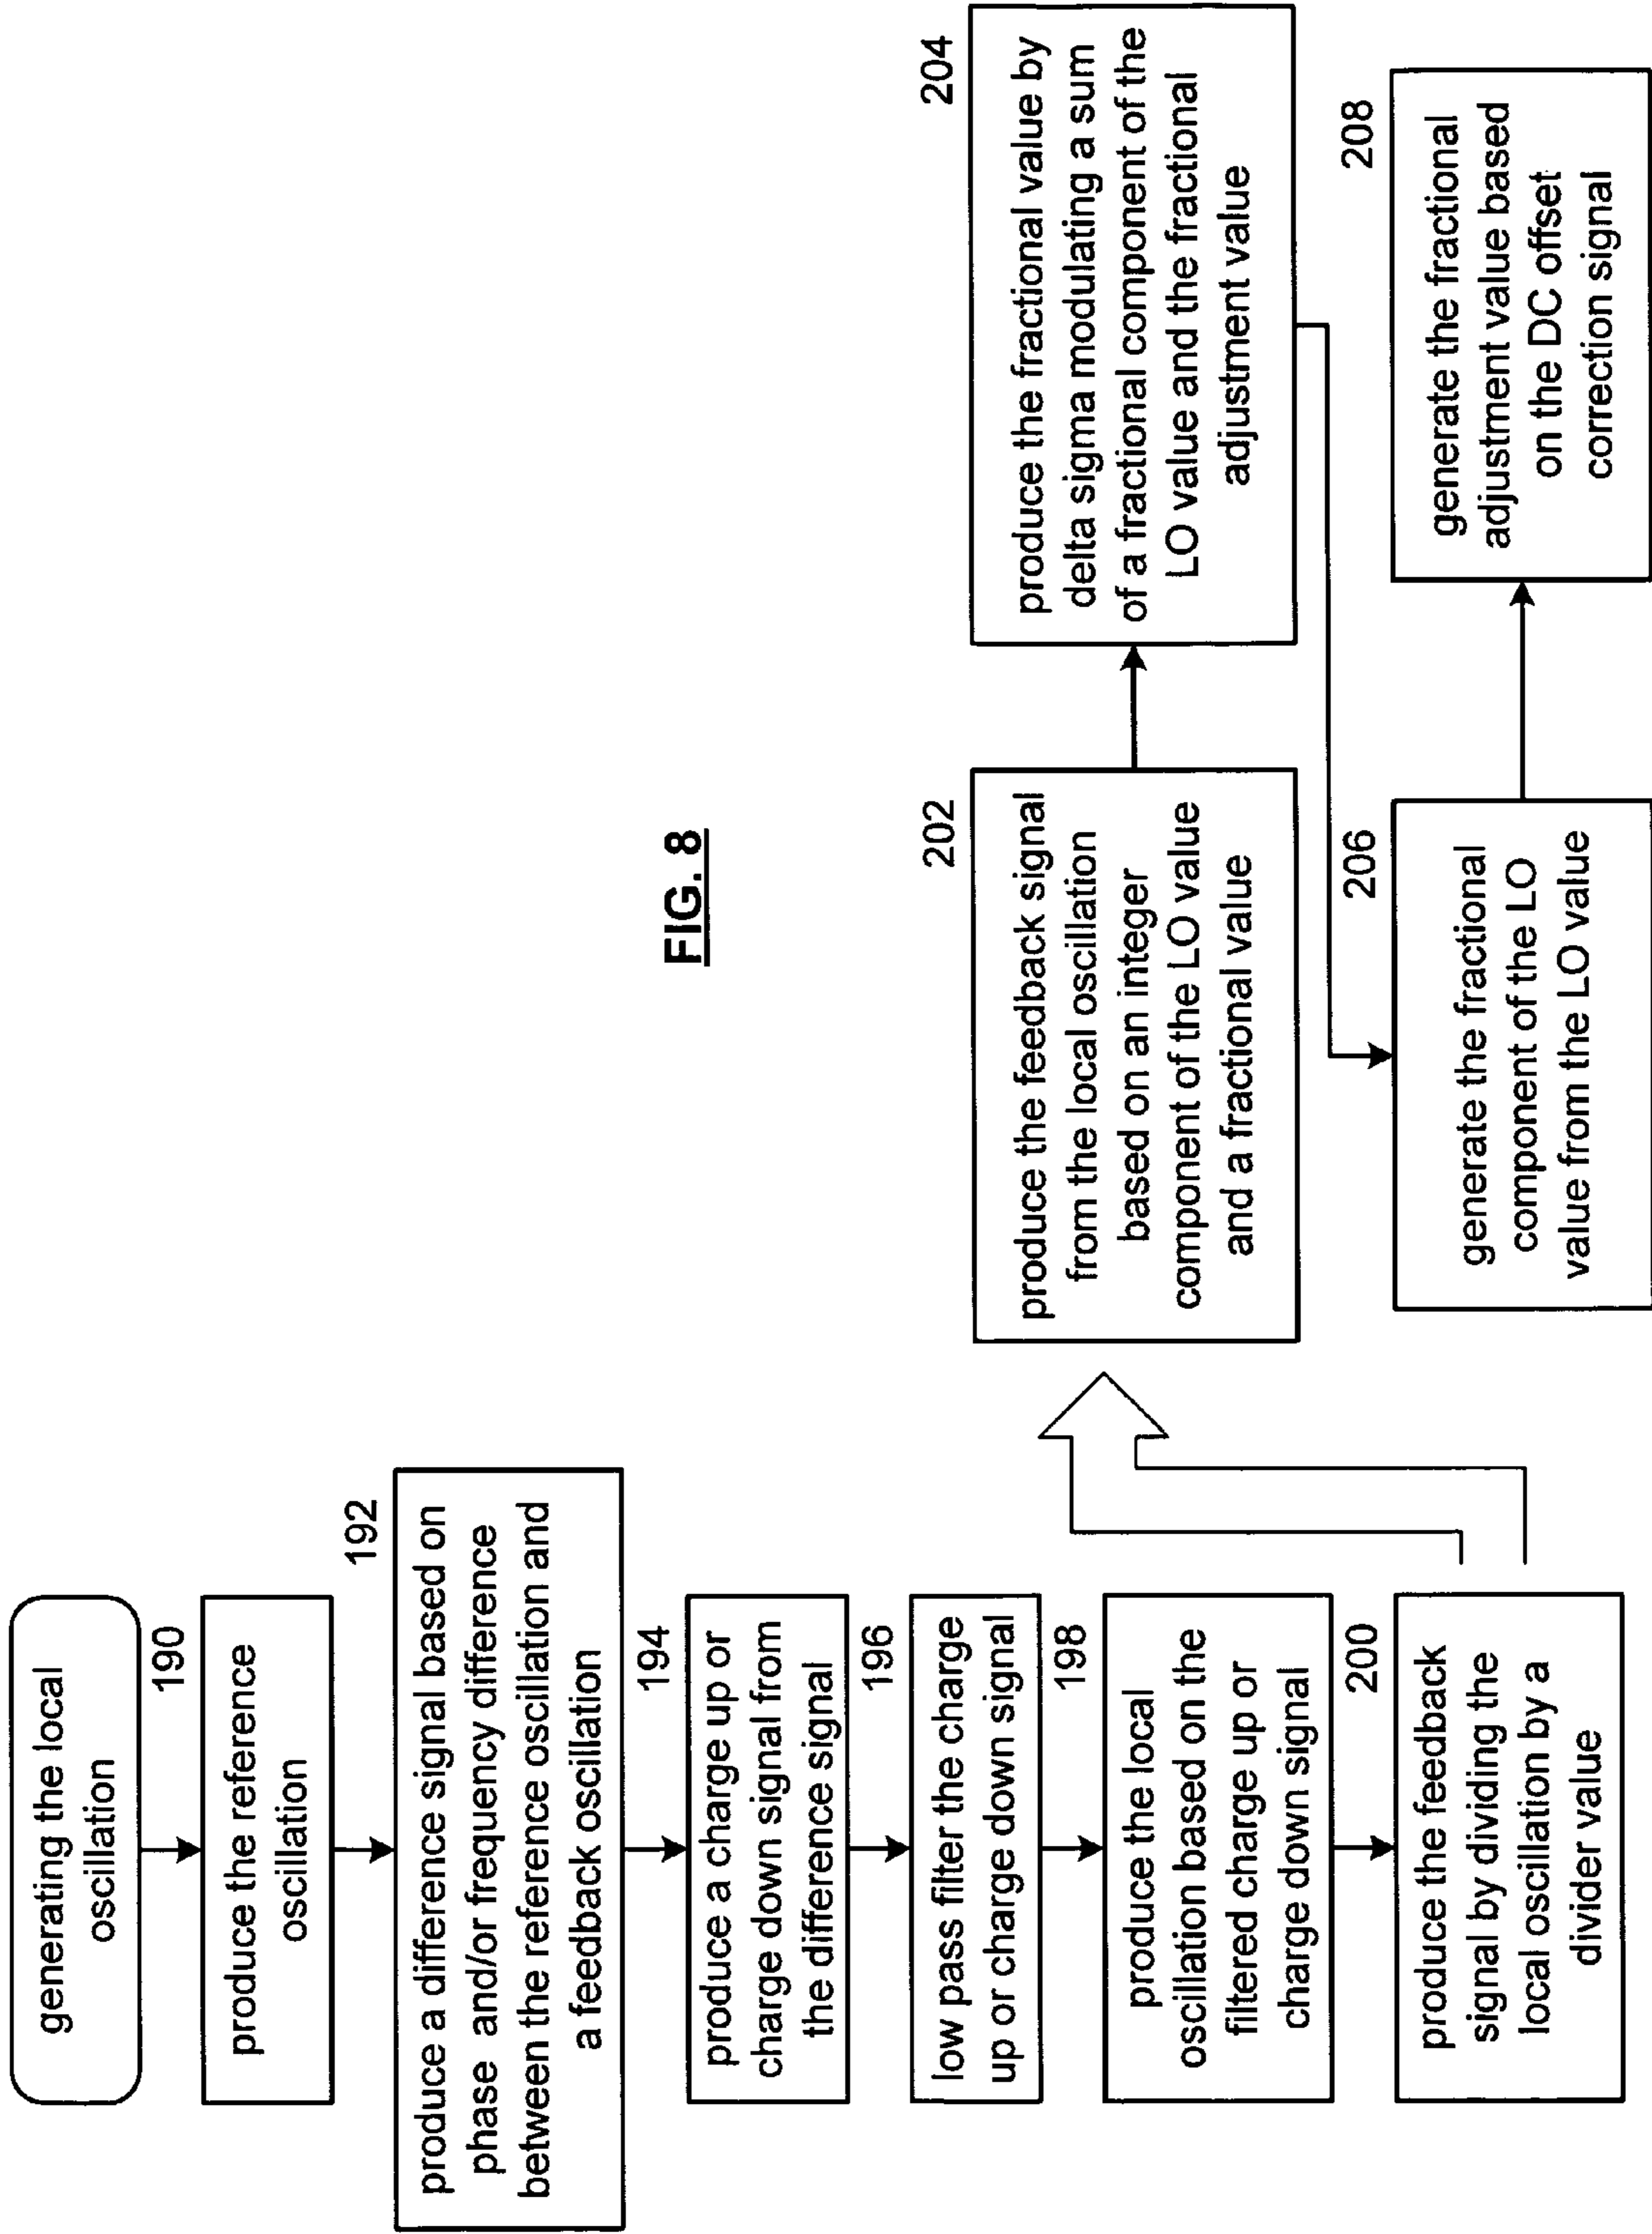 generating the local
oscillation
190
produce the reference
oscillation
192
produce a difference signal based on
phase and/or frequency difference
between the reference oscillation and
a feedback oscillation
194
produce a charge up or
charge down signal from
the difference signal
196
low pass filter the charge
up or charge down signal
198
produce the local
oscillation based on the
filtered charge up or
charge down signal
200
produce the feedback
signal by dividing the
local oscillation by a
divider value
FIG. 8
202
produce the feedback signal
from the local oscillation
based on an integer
component of the LO value
and a fractional value
204
produce the fractional value by
delta sigma modulating a sum
of a fractional component of the
LO value and the fractional
adjustment value
206
generate the fractional
component of the LO
value from the LO value
208
generate the fractional
adjustment value based
on the DC offset
correction signal